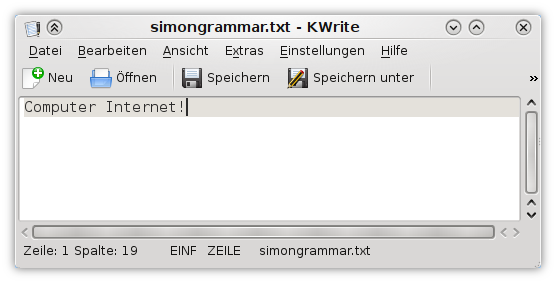 simongrammar.txt - KWrite
Datei Bearbeiten Ansicht Extras Einstellungen Hilfe
Neu Öffnen Speichern Speichern unter »
Computer Internet!
Zeile: 1 Spalte: 19 EINF ZEILE simongrammar.txt